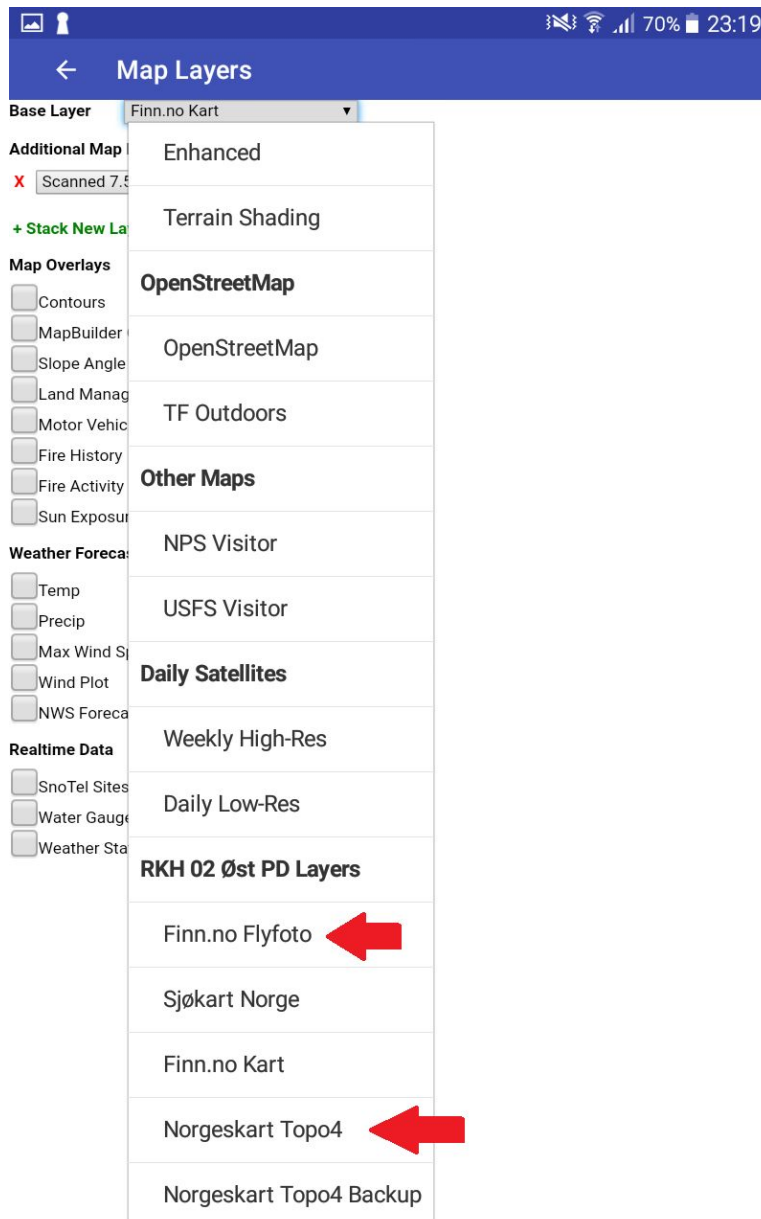 70% 23:19
← Map Layers
Base Layer Finn.no Kart ▼
Additional Map
X Scanned 7.5
+ Stack New La
Map Overlays
Contours
MapBuilder
Slope Angle
Land Manag
Motor Vehic
Fire History
Fire Activity
Sun Exposur
Weather Foreca
Temp
Precip
Max Wind Sp
Wind Plot
NWS Foreca
Realtime Data
SnoTel Sites
Water Gauge
Weather Sta
Enhanced
Terrain Shading
OpenStreetMap
OpenStreetMap
TF Outdoors
Other Maps
NPS Visitor
USFS Visitor
Daily Satellites
Weekly High-Res
Daily Low-Res
RKH 02 Øst PD Layers
Finn.no Flyfoto
Sjøkart Norge
Finn.no Kart
Norgeskart Topo4
Norgeskart Topo4 Backup